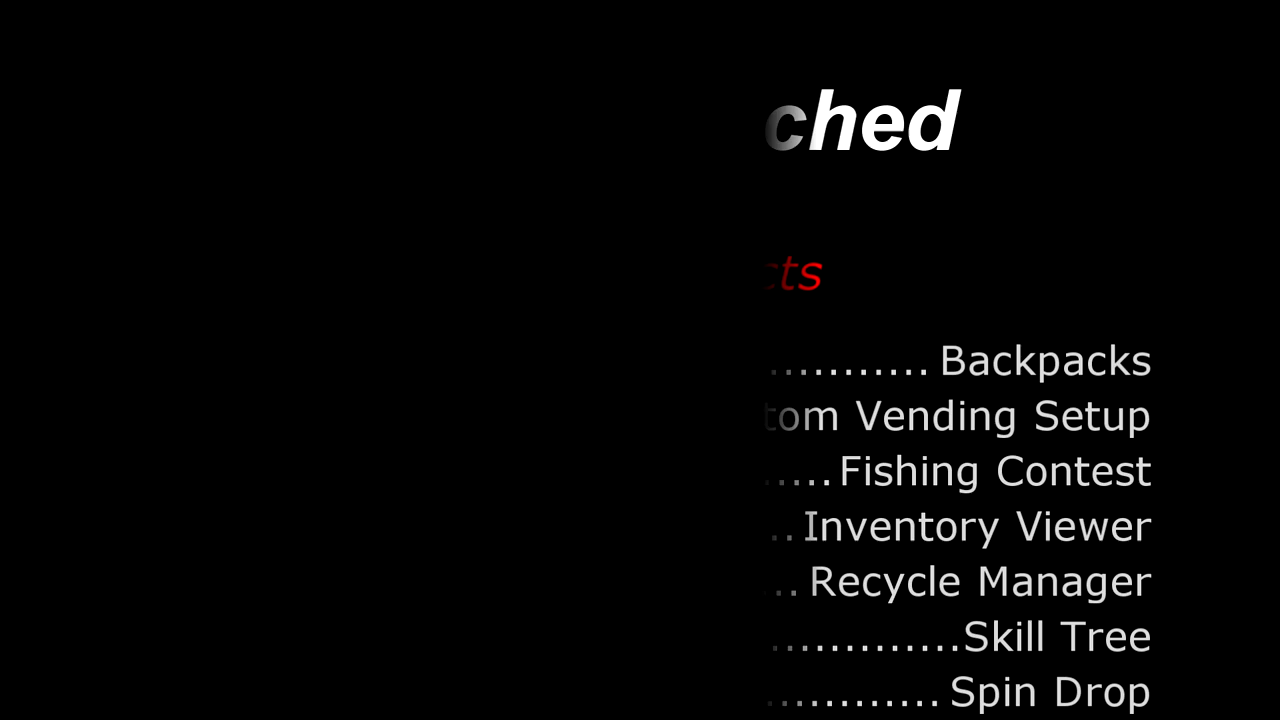 ched
cts
........... Backpacks
tom Vending Setup
..... Fishing Contest
.. Inventory Viewer
... Recycle Manager
.............Skill Tree
............ Spin Drop